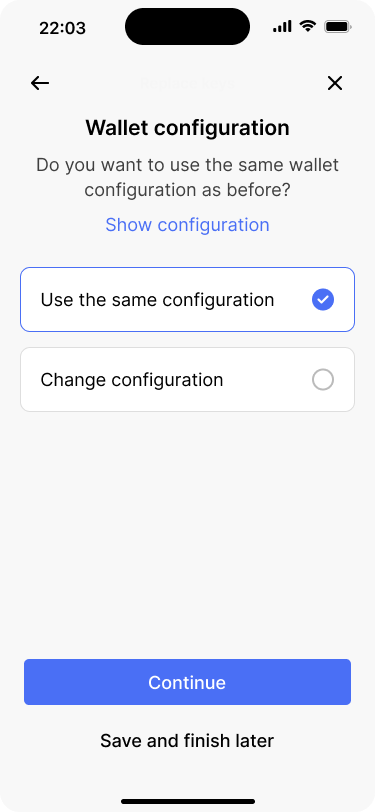 22:03
Wallet configuration
Do you want to use the same wallet
configuration as before?
Show configuration
Use the same configuration
Change configuration
Continue
Save and finish later